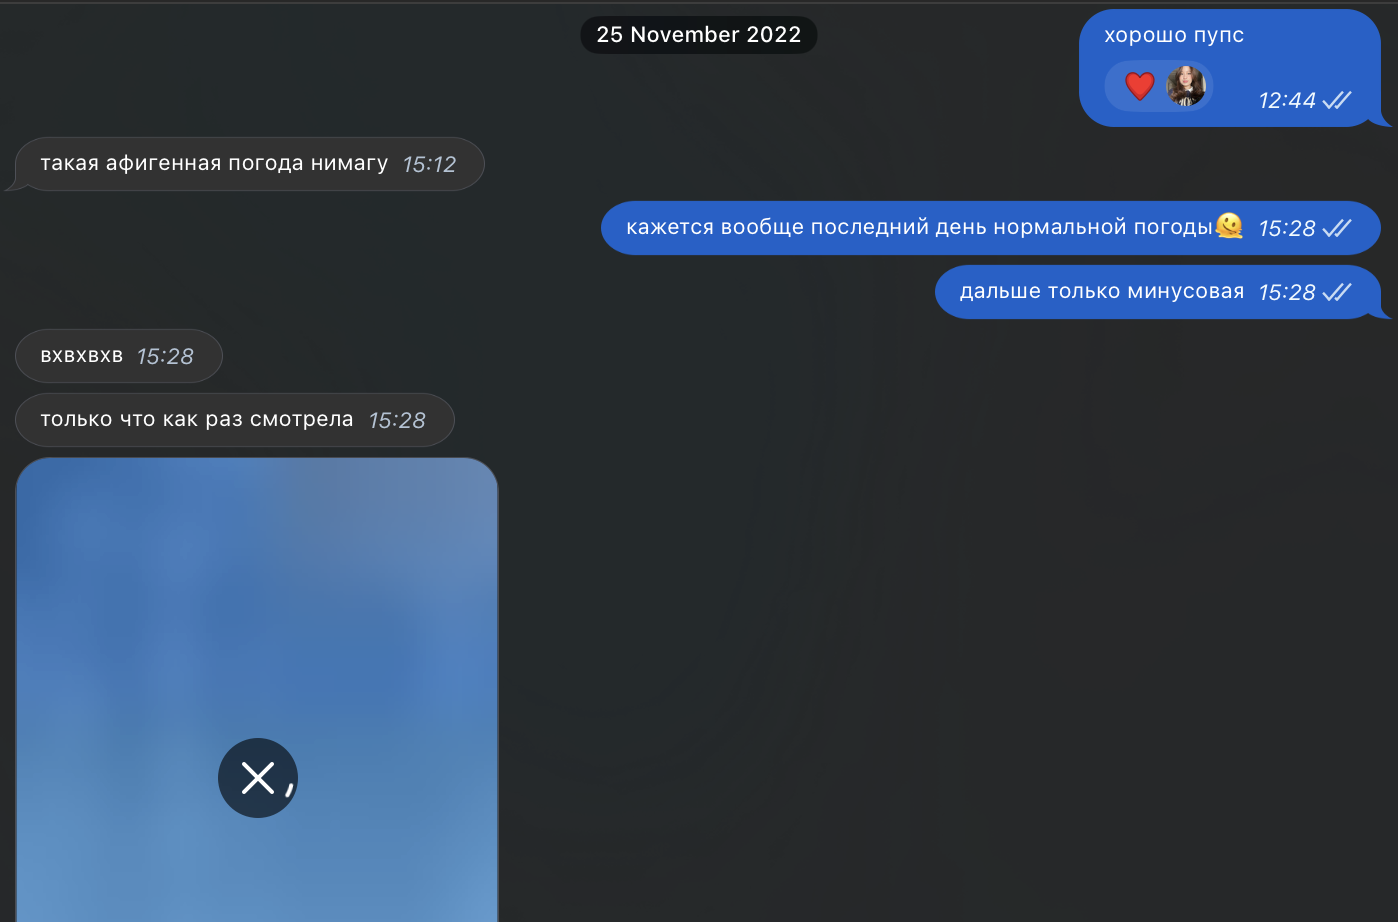 25 November 2022
хорошо пупс
❤️
12:44
такая афигенная погода нимагу 15:12
кажется вообще последний день нормальной погоды🫠 15:28
дальше только минусовая 15:28
вхвхвхв 15:28
только что как раз смотрела 15:28